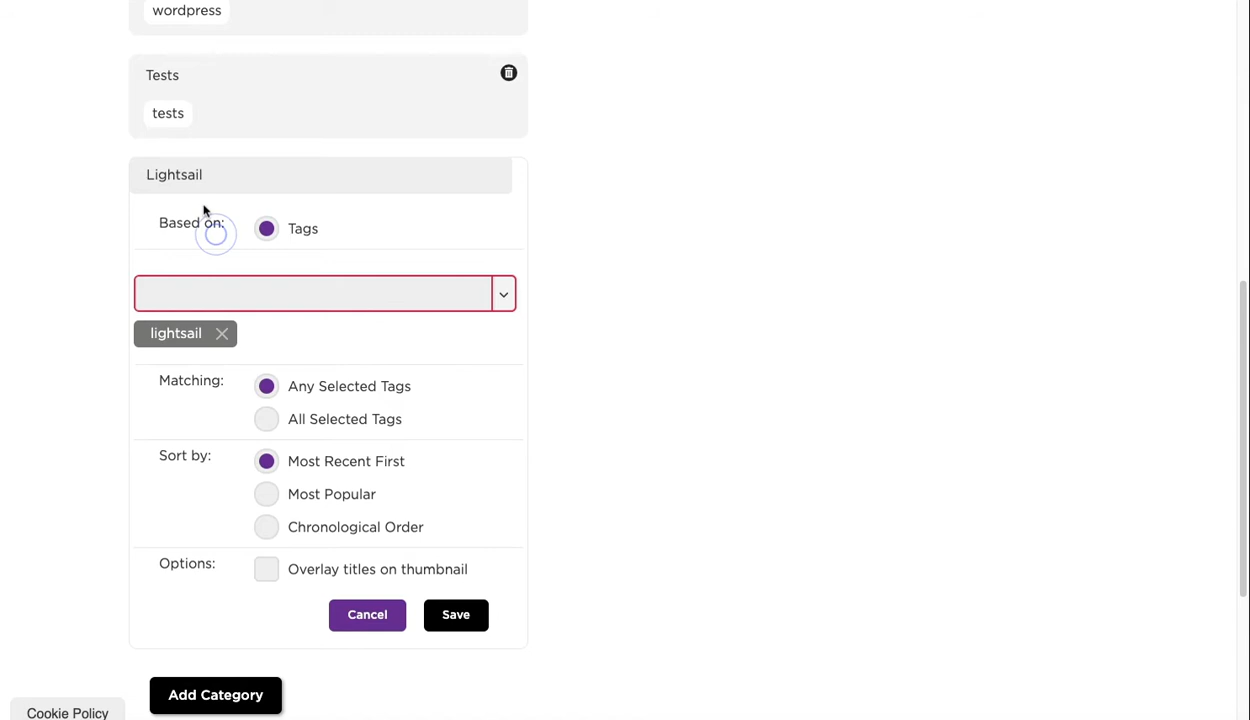 wordpress
Tests
tests
Lightsail
Based on:
Tags
lightsail
Matching:
Any Selected Tags
All Selected Tags
Sort by:
Most Recent First
Most Popular
Chronological Order
Options:
Overlay titles on thumbnail
Cancel
Save
Add Category
Cookie Policy